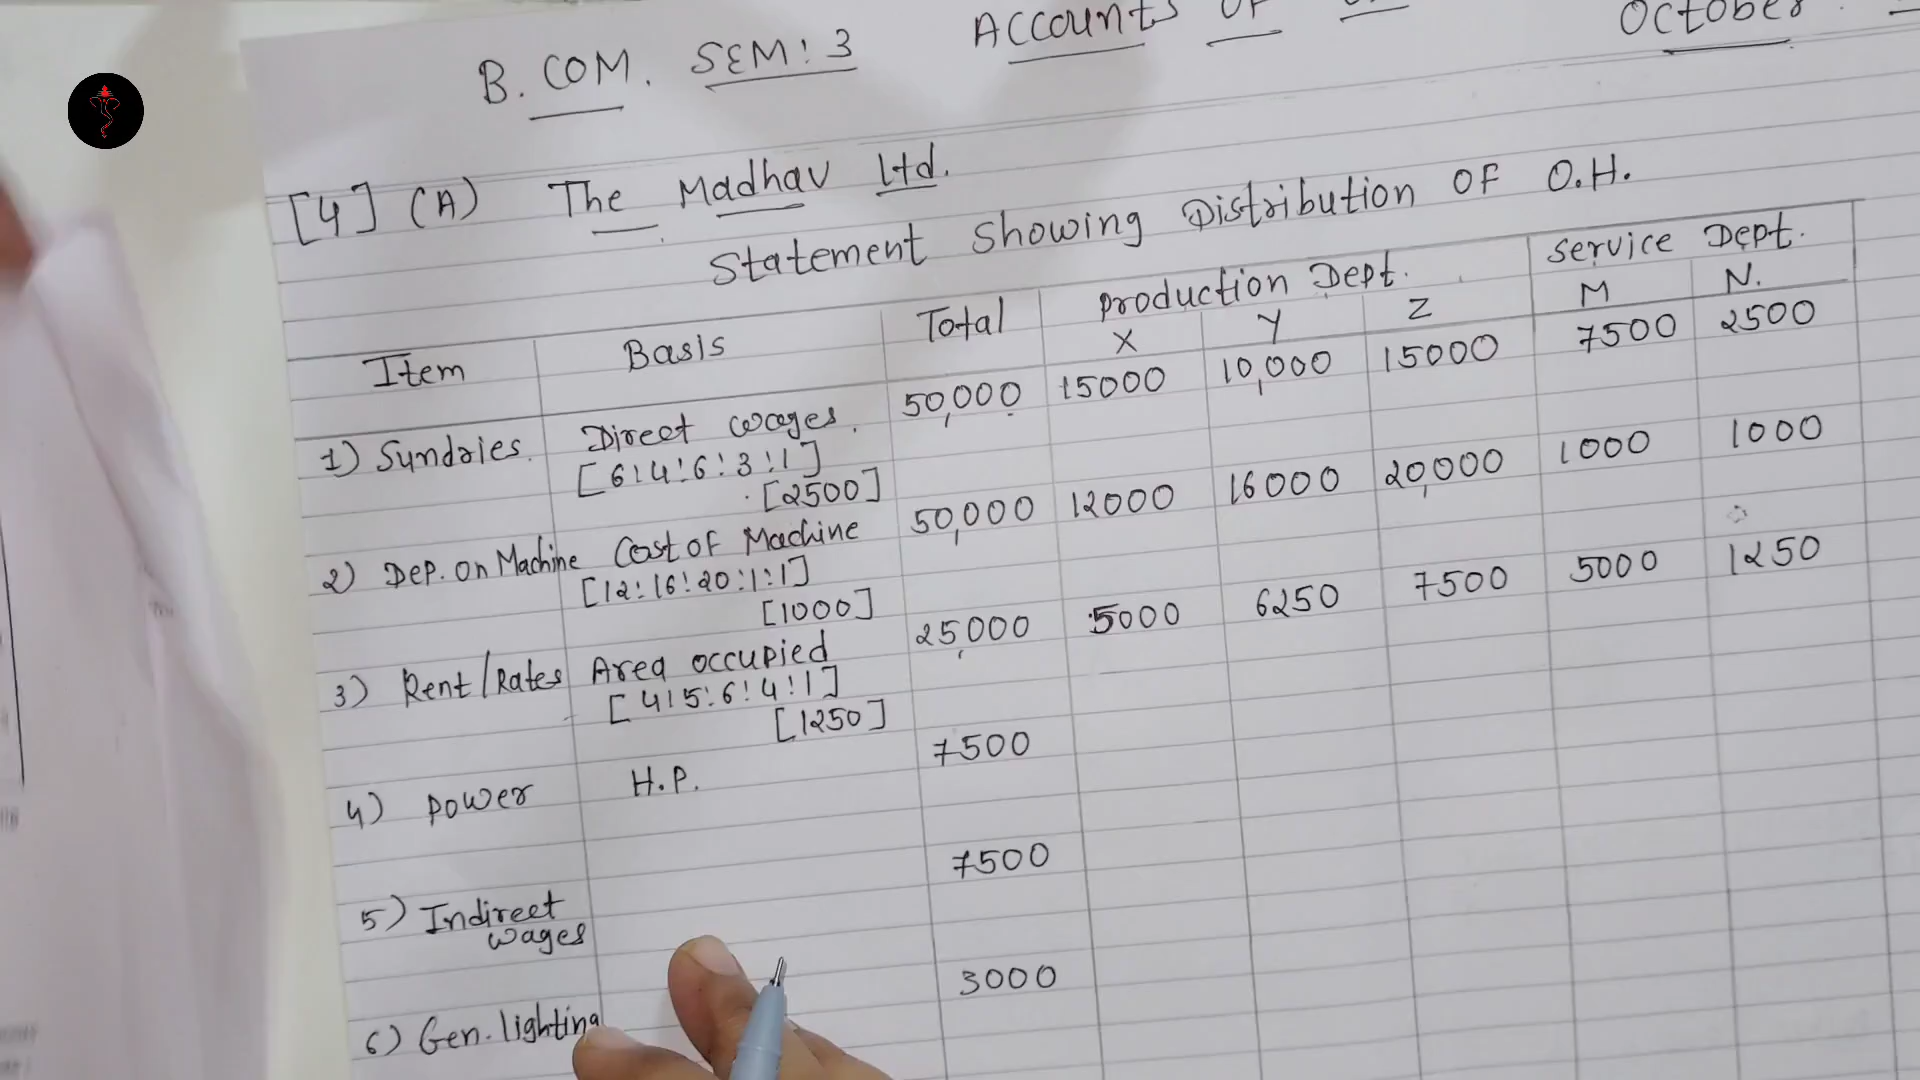 B. COM. SEM: 3 Accounts OF October
[4] (A) The Madhav Ltd.
Statement Showing Distribution OF O.H.
Item Basis Total Production Dept. Service Dept.
X Y Z M N.
1) Sundries. Direct wages. 50,000 15000 10,000 15000 7500 2500
[6:4:6:3:1]
[2500]
2) Dep. on Machine Cost of Machine 50,000 12000 16000 20,000 1000 1000
[12:16:20:1:1]
[1000]
3) Rent/Rates Area occupied 25,000 5000 6250 7500 5000 1250
[4:5:6:4:1]
[1250]
4) Power H.P. 7500
5) Indirect 7500
wages
6) Gen. lighting 3000